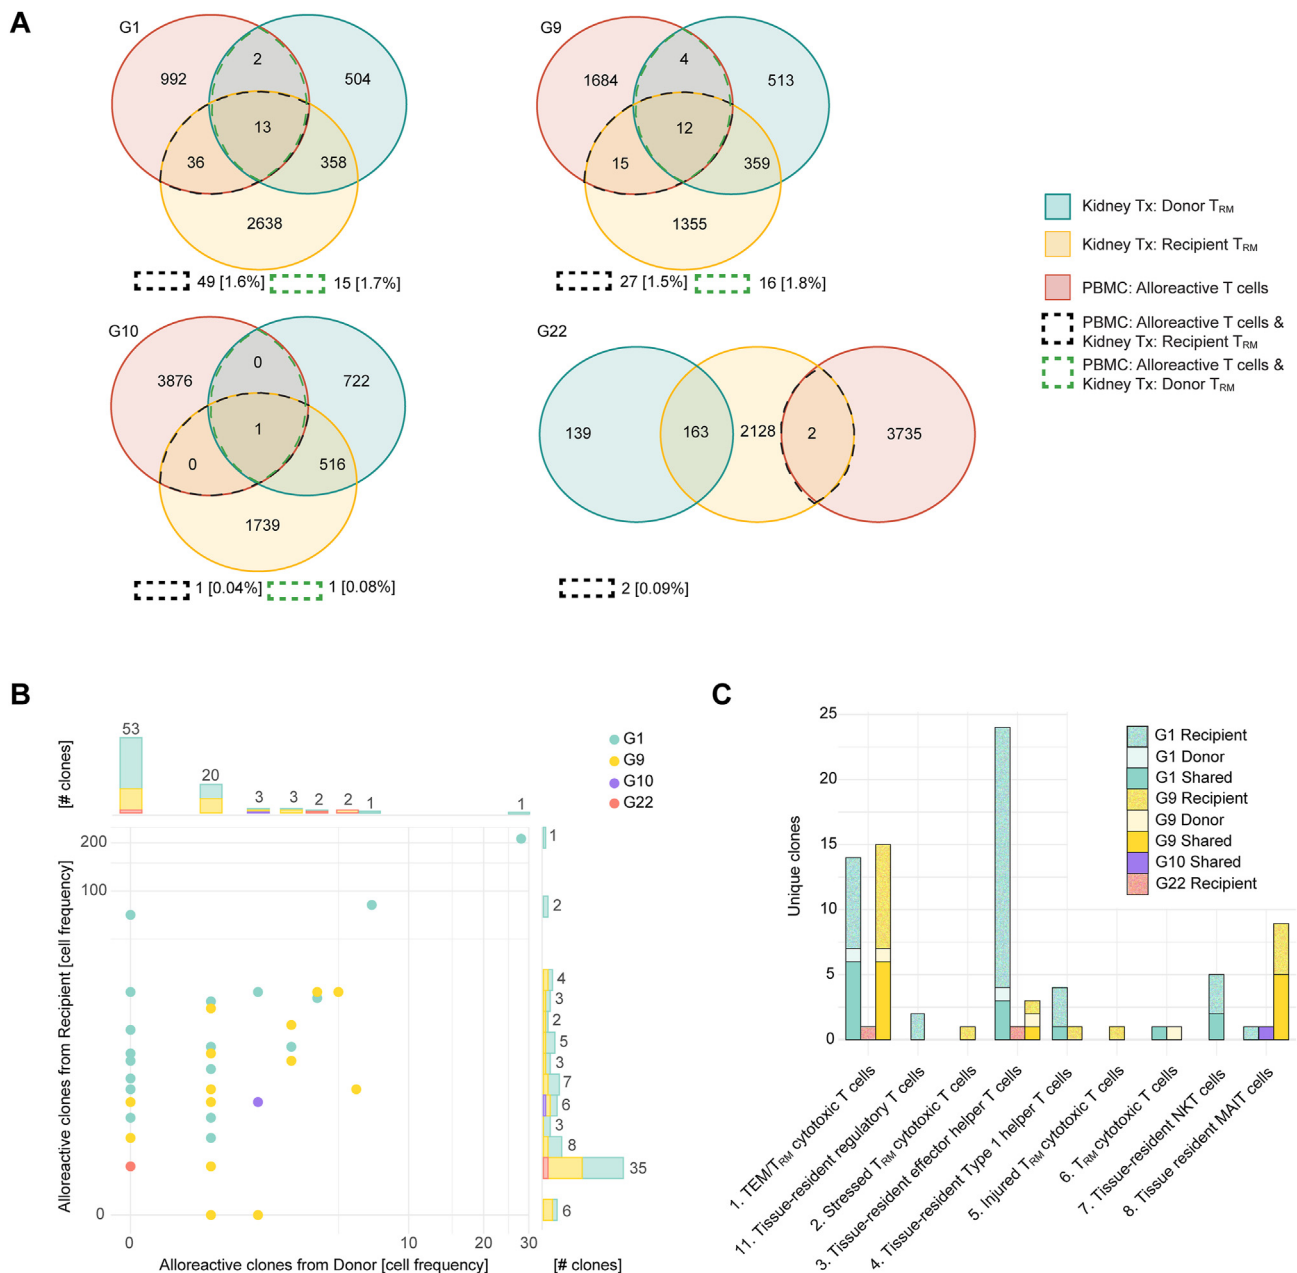 A
G1
992
2
504
13
36
358
2638
49 [1.6%]
15 [1.7%]
G9
1684
4
513
12
15
359
1355
27 [1.5%]
16 [1.8%]
Kidney Tx: Donor TRM
Kidney Tx: Recipient TRM
PBMC: Alloreactive T cells
PBMC: Alloreactive T cells &
Kidney Tx: Recipient TRM
PBMC: Alloreactive T cells &
Kidney Tx: Donor TRM
G10
3876
0
722
1
0
516
1739
1 [0.04%]
1 [0.08%]
G22
139
163
2128
2
3735
2 [0.09%]
B
[# clones]
53
20
3
3
2
2
1
1
G1
G9
G10
G22
Alloreactive clones from Recipient [cell frequency]
200
100
0
1
2
4
3
2
5
3
7
6
3
8
35
6
0
10
20
30
Alloreactive clones from Donor [cell frequency]
[# clones]
C
Unique clones
25
20
15
10
5
0
G1 Recipient
G1 Donor
G1 Shared
G9 Recipient
G9 Donor
G9 Shared
G10 Shared
G22 Recipient
1. TEM/TRM cytotoxic T cells
11. Tissue-resident regulatory T cells
2. Stressed TRM cytotoxic T cells
3. Tissue-resident effector helper T cells
4. Tissue-resident Type 1 helper T cells
5. Injured TRM cytotoxic T cells
6. TRM cytotoxic T cells
7. Tissue-resident NKT cells
8. Tissue resident MAIT cells